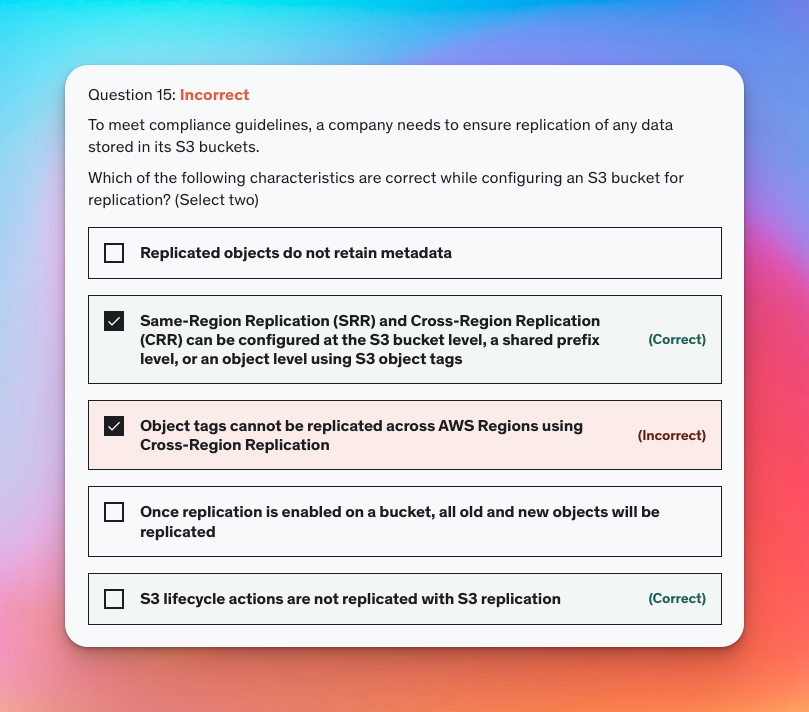 Question 15: Incorrect
To meet compliance guidelines, a company needs to ensure replication of any data
stored in its S3 buckets.
Which of the following characteristics are correct while configuring an S3 bucket for
replication? (Select two)
Replicated objects do not retain metadata
Same-Region Replication (SRR) and Cross-Region Replication
(CRR) can be configured at the S3 bucket level, a shared prefix
level, or an object level using S3 object tags
(Correct)
Object tags cannot be replicated across AWS Regions using
Cross-Region Replication
(Incorrect)
Once replication is enabled on a bucket, all old and new objects will be
replicated
S3 lifecycle actions are not replicated with S3 replication
(Correct)